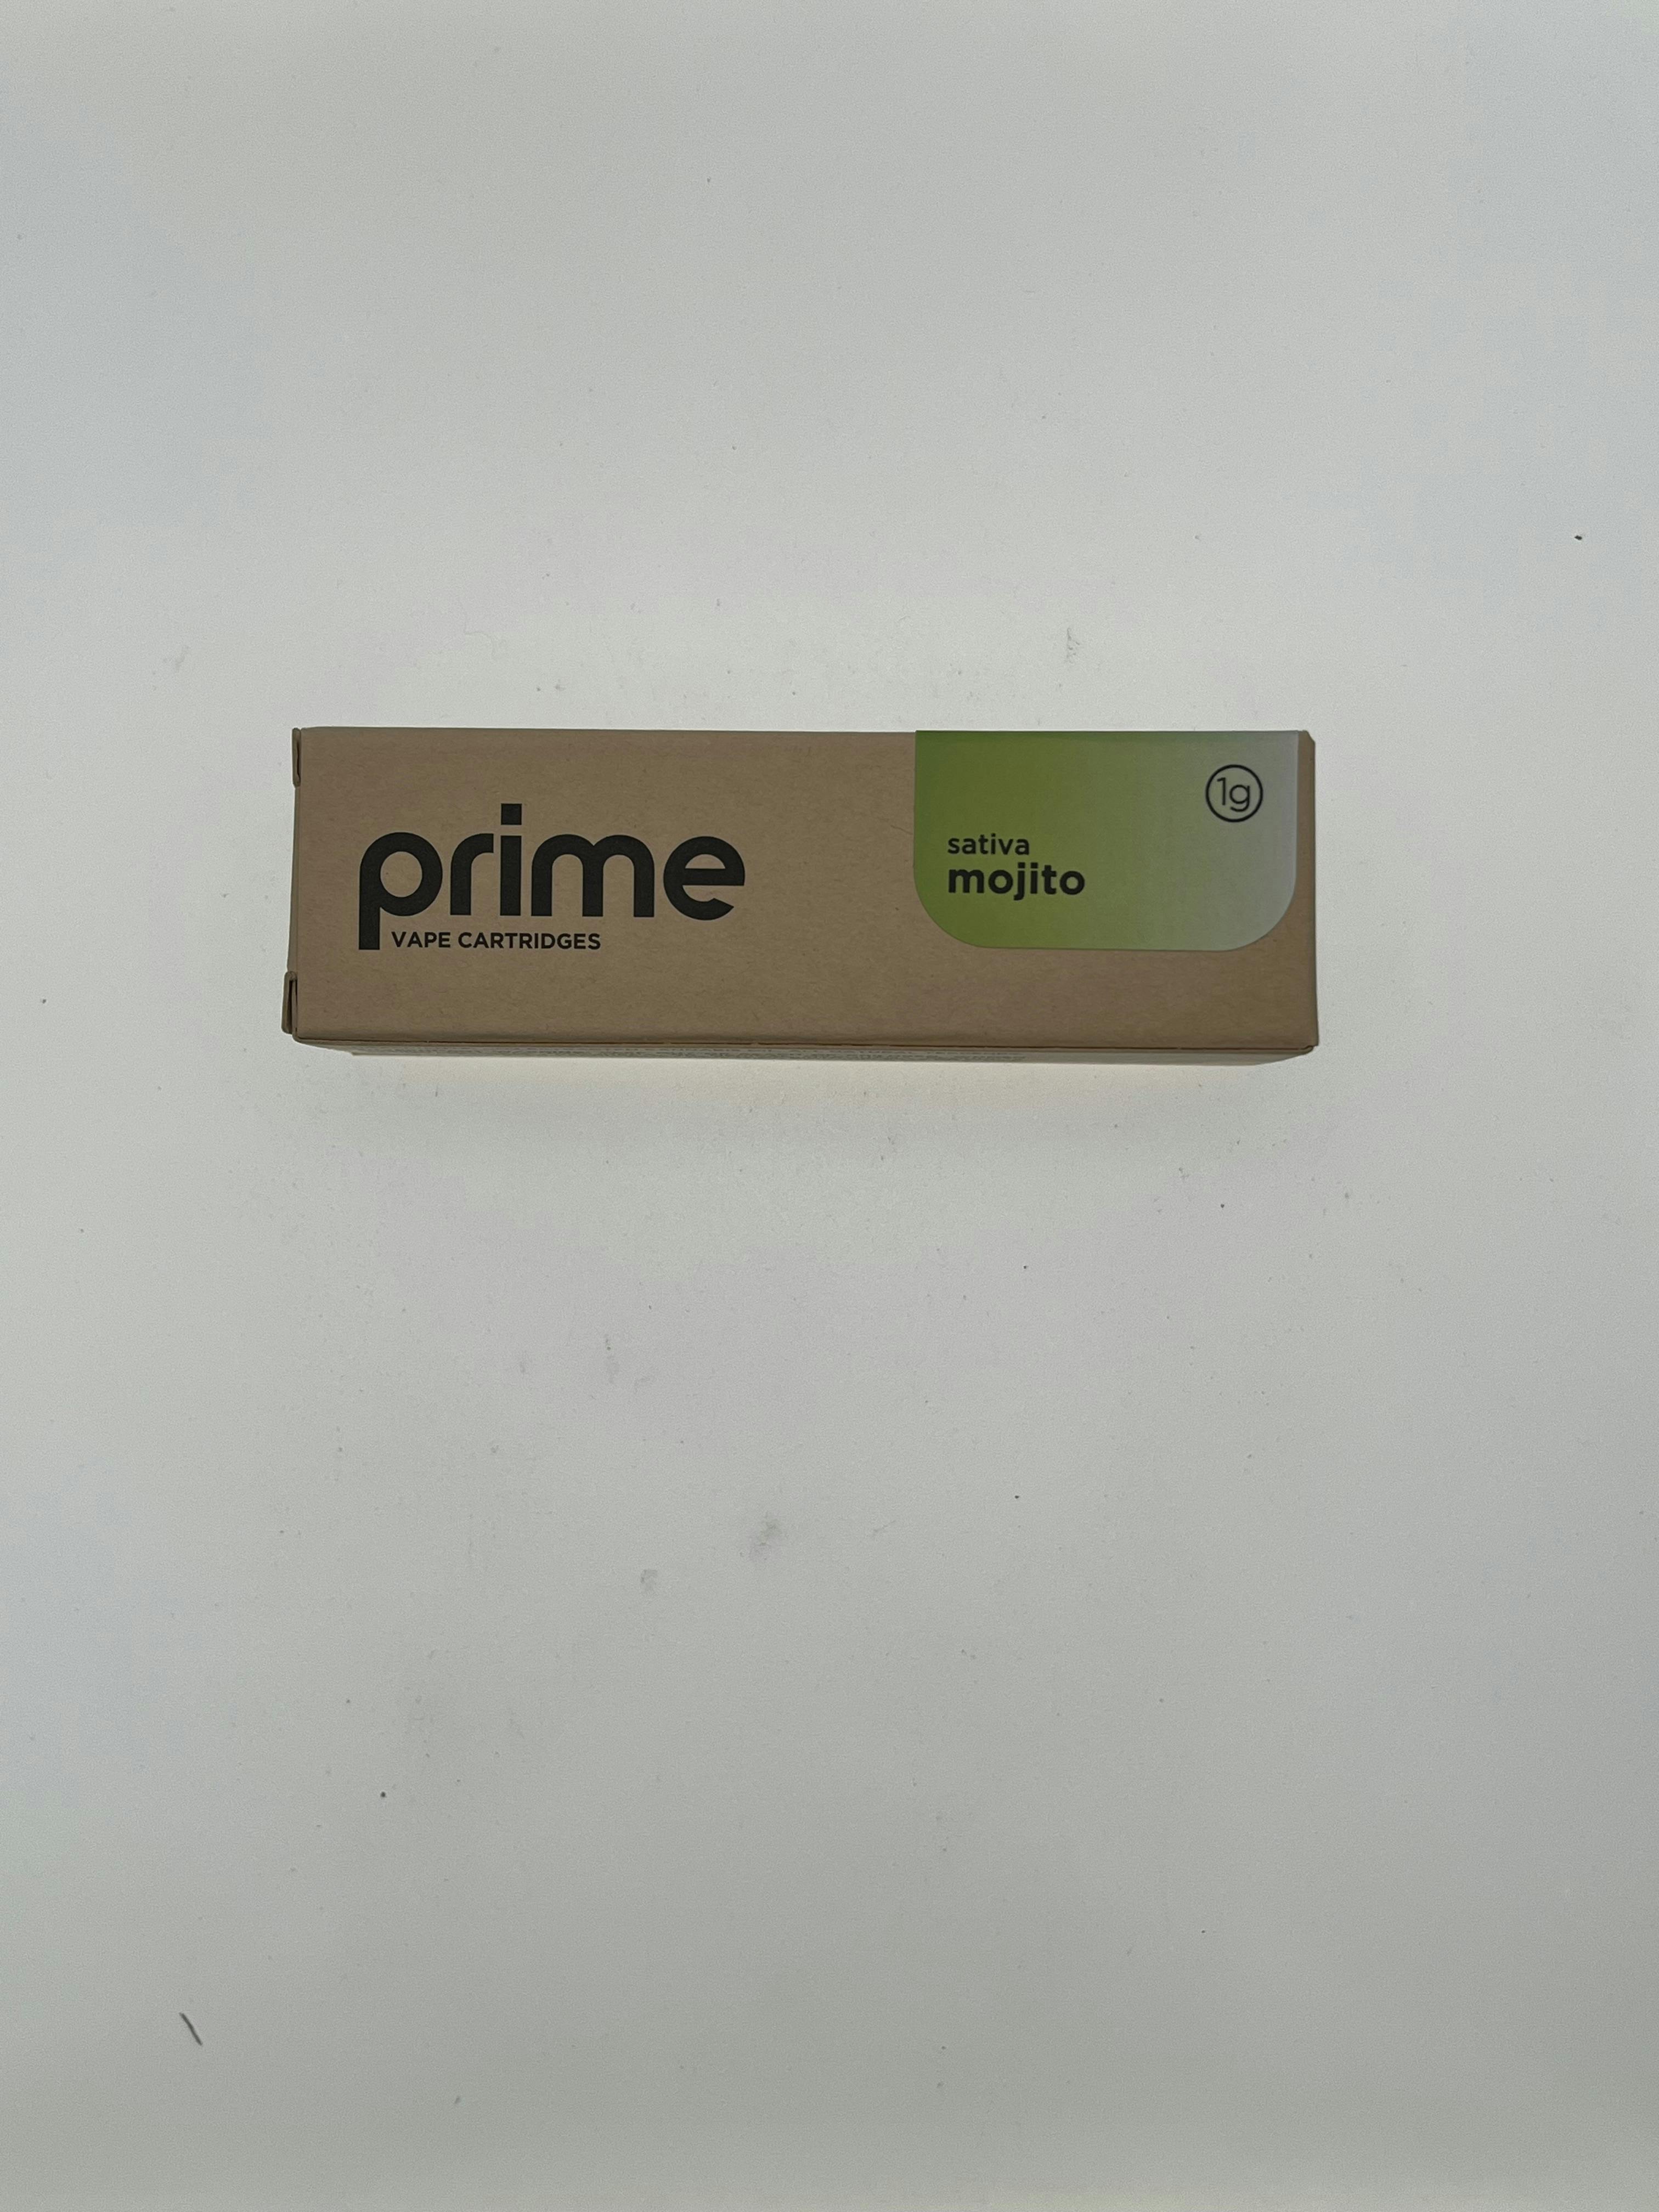 prime
VAPE CARTRIDGES
1g
sativa
mojito